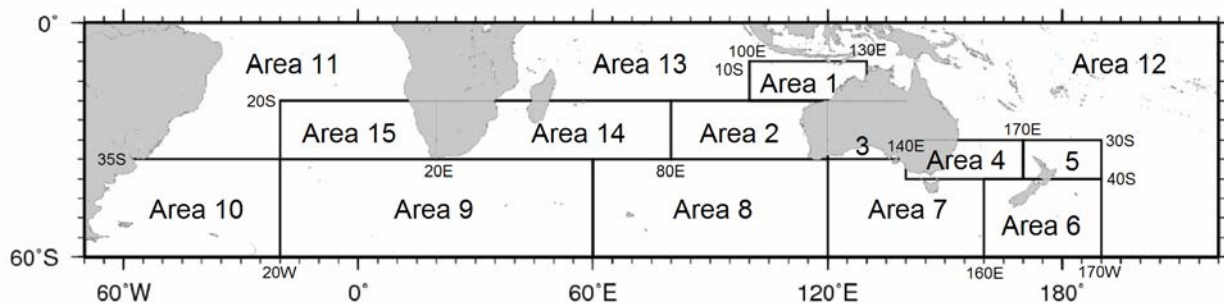 0°
100E
130E
Area 11
Area 13
10S
Area 1
Area 12
20S
Area 15
Area 14
Area 2
3
140E
170E
30S
Area 4
5
35S
20E
80E
40S
Area 10
Area 9
Area 8
Area 7
Area 6
60°S
20W
160E
170W
60°W
0°
60°E
120°E
180°